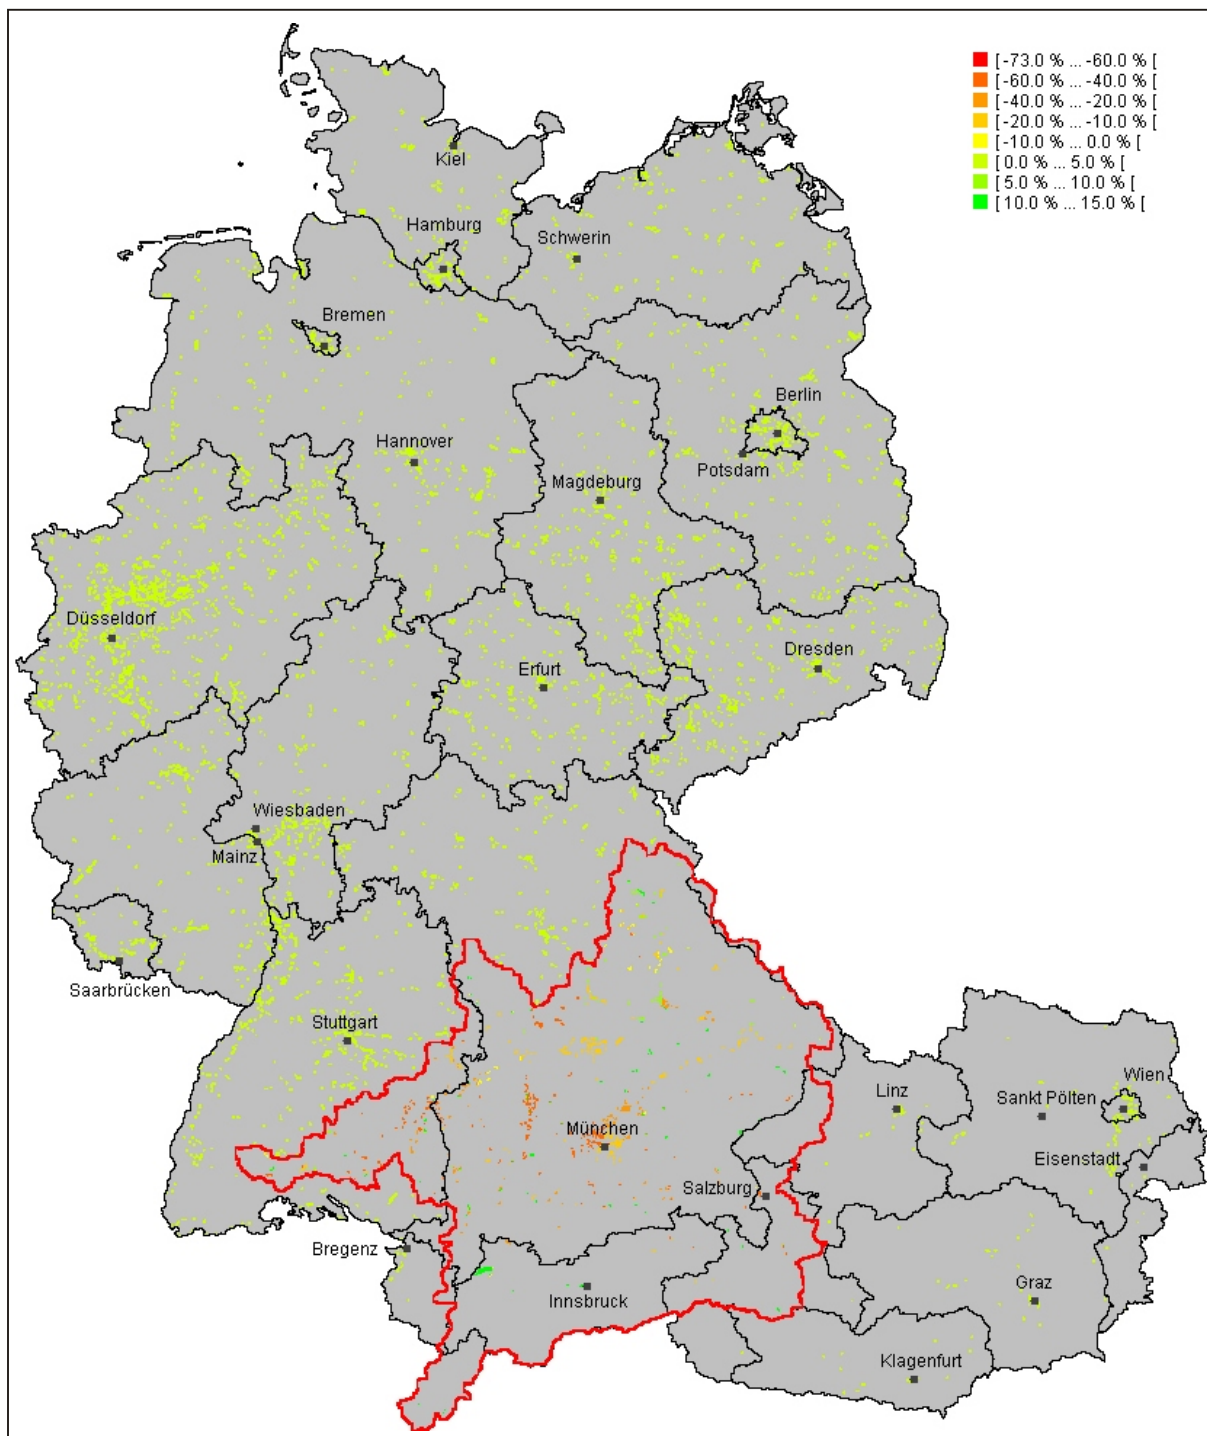 [ -73.0 % ... -60.0 % [
[ -60.0 % ... -40.0 % [
[ -40.0 % ... -20.0 % [
[ -20.0 % ... -10.0 % [
[ -10.0 % ... 0.0 % [
[ 0.0 % ... 5.0 % [
[ 5.0 % ... 10.0 % [
[ 10.0 % ... 15.0 % [
Kiel
Hamburg
Schwerin
Bremen
Berlin
Hannover
Potsdam
Magdeburg
Düsseldorf
Dresden
Erfurt
Wiesbaden
Mainz
Saarbrücken
Stuttgart
Linz
Wien
Sankt Pölten
München
Eisenstadt
Salzburg
Bregenz
Innsbruck
Graz
Klagenfurt